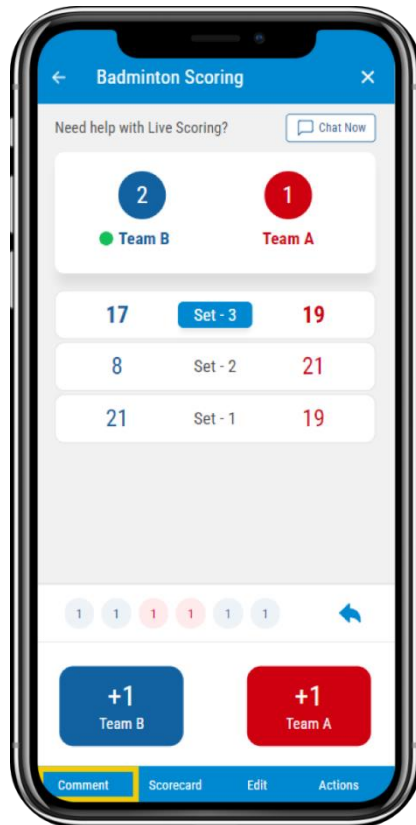 ← Badminton Scoring ×
Need help with Live Scoring? Chat Now
2 1
Team B Team A
17 Set - 3 19
8 Set - 2 21
21 Set - 1 19
1 1 1 1 1 1
+1 +1
Team B Team A
Comment Scorecard Edit Actions